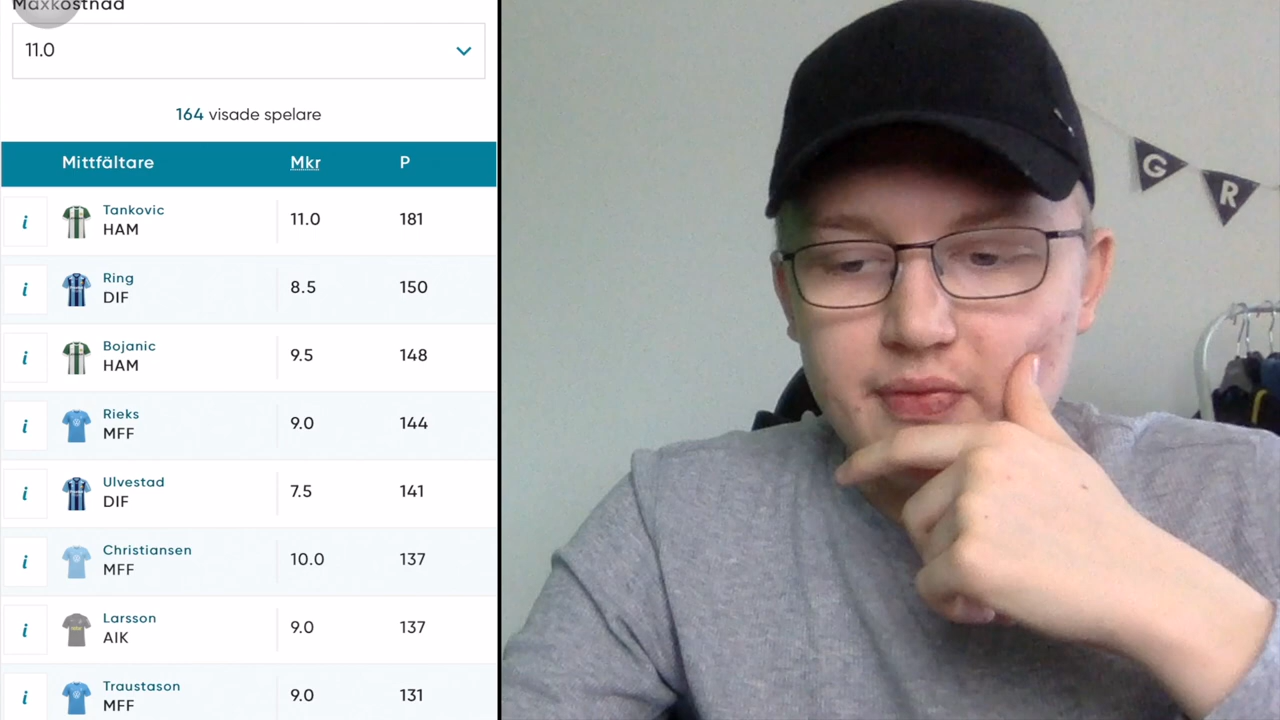 Maxkostnad
11.0
164 visade spelare
Mittfältare Mkr P
i Tankovic HAM 11.0 181
i Ring DIF 8.5 150
i Bojanic HAM 9.5 148
i Rieks MFF 9.0 144
i Ulvestad DIF 7.5 141
i Christiansen MFF 10.0 137
i Larsson AIK 9.0 137
i Traustason MFF 9.0 131
G R